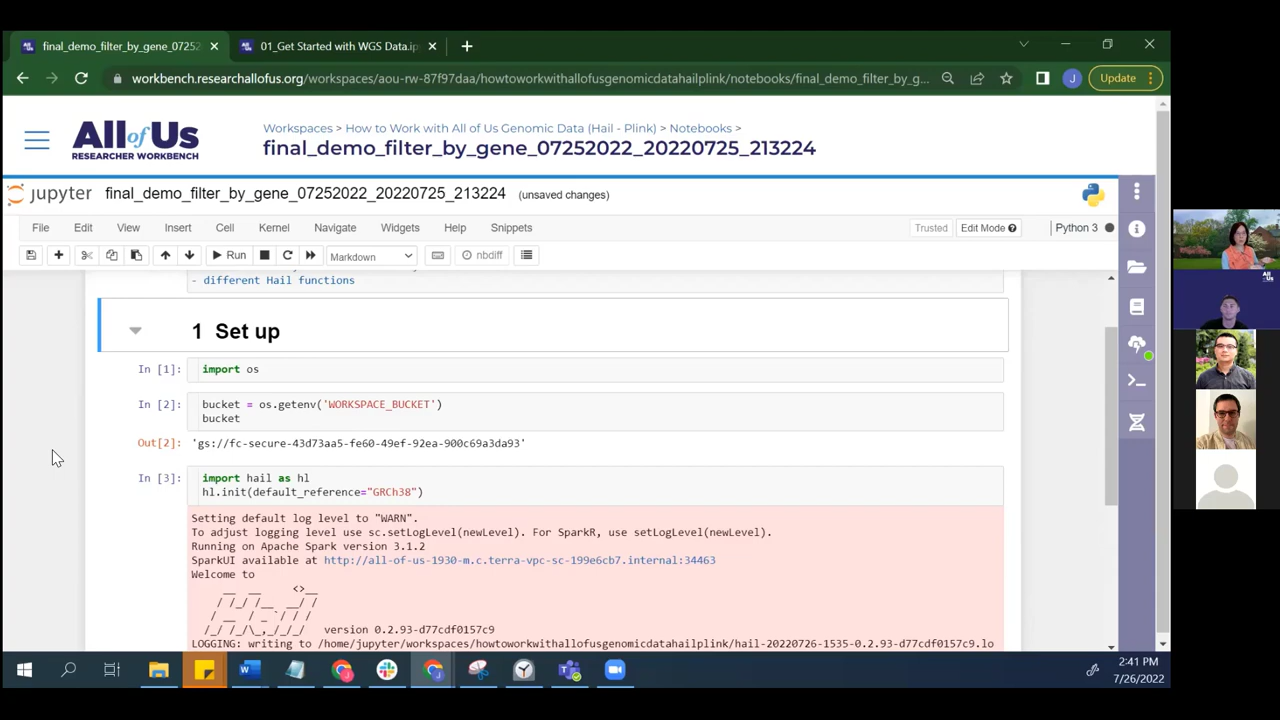 final_demo_filter_by_gene_07252
01_Get Started with WGS Data.ip
workbench.researchallofus.org/workspaces/aou-rw-87f97daa/howtoworkwithallofusgenomicdatahailplink/notebooks/final_demo_filter_by_g...
J
Update
All of Us
RESEARCHER WORKBENCH
Workspaces > How to Work with All of Us Genomic Data (Hail - Plink) > Notebooks >
final_demo_filter_by_gene_07252022_20220725_213224
jupyter final_demo_filter_by_gene_07252022_20220725_213224 (unsaved changes)
File Edit View Insert Cell Kernel Navigate Widgets Help Snippets
Trusted Edit Mode Python 3
Run Markdown nbdiff
- different Hail functions
1 Set up
In [1]: import os
In [2]: bucket = os.getenv('WORKSPACE_BUCKET')
bucket
Out[2]: 'gs://fc-secure-43d73aa5-fe60-49ef-92ea-900c69a3da93'
In [3]: import hail as hl
hl.init(default_reference="GRCh38")
Setting default log level to "WARN".
To adjust logging level use sc.setLogLevel(newLevel). For SparkR, use setLogLevel(newLevel).
Running on Apache Spark version 3.1.2
SparkUI available at http://all-of-us-1930-m.c.terra-vpc-sc-199e6cb7.internal:34463
Welcome to
version 0.2.93-d77cdf0157c9
LOGGING: writing to /home/jupyter/workspaces/howtoworkwithallofusgenomicdatahailplink/hail-20220726-1535-0.2.93-d77cdf0157c9.lo
2:41 PM
7/26/2022